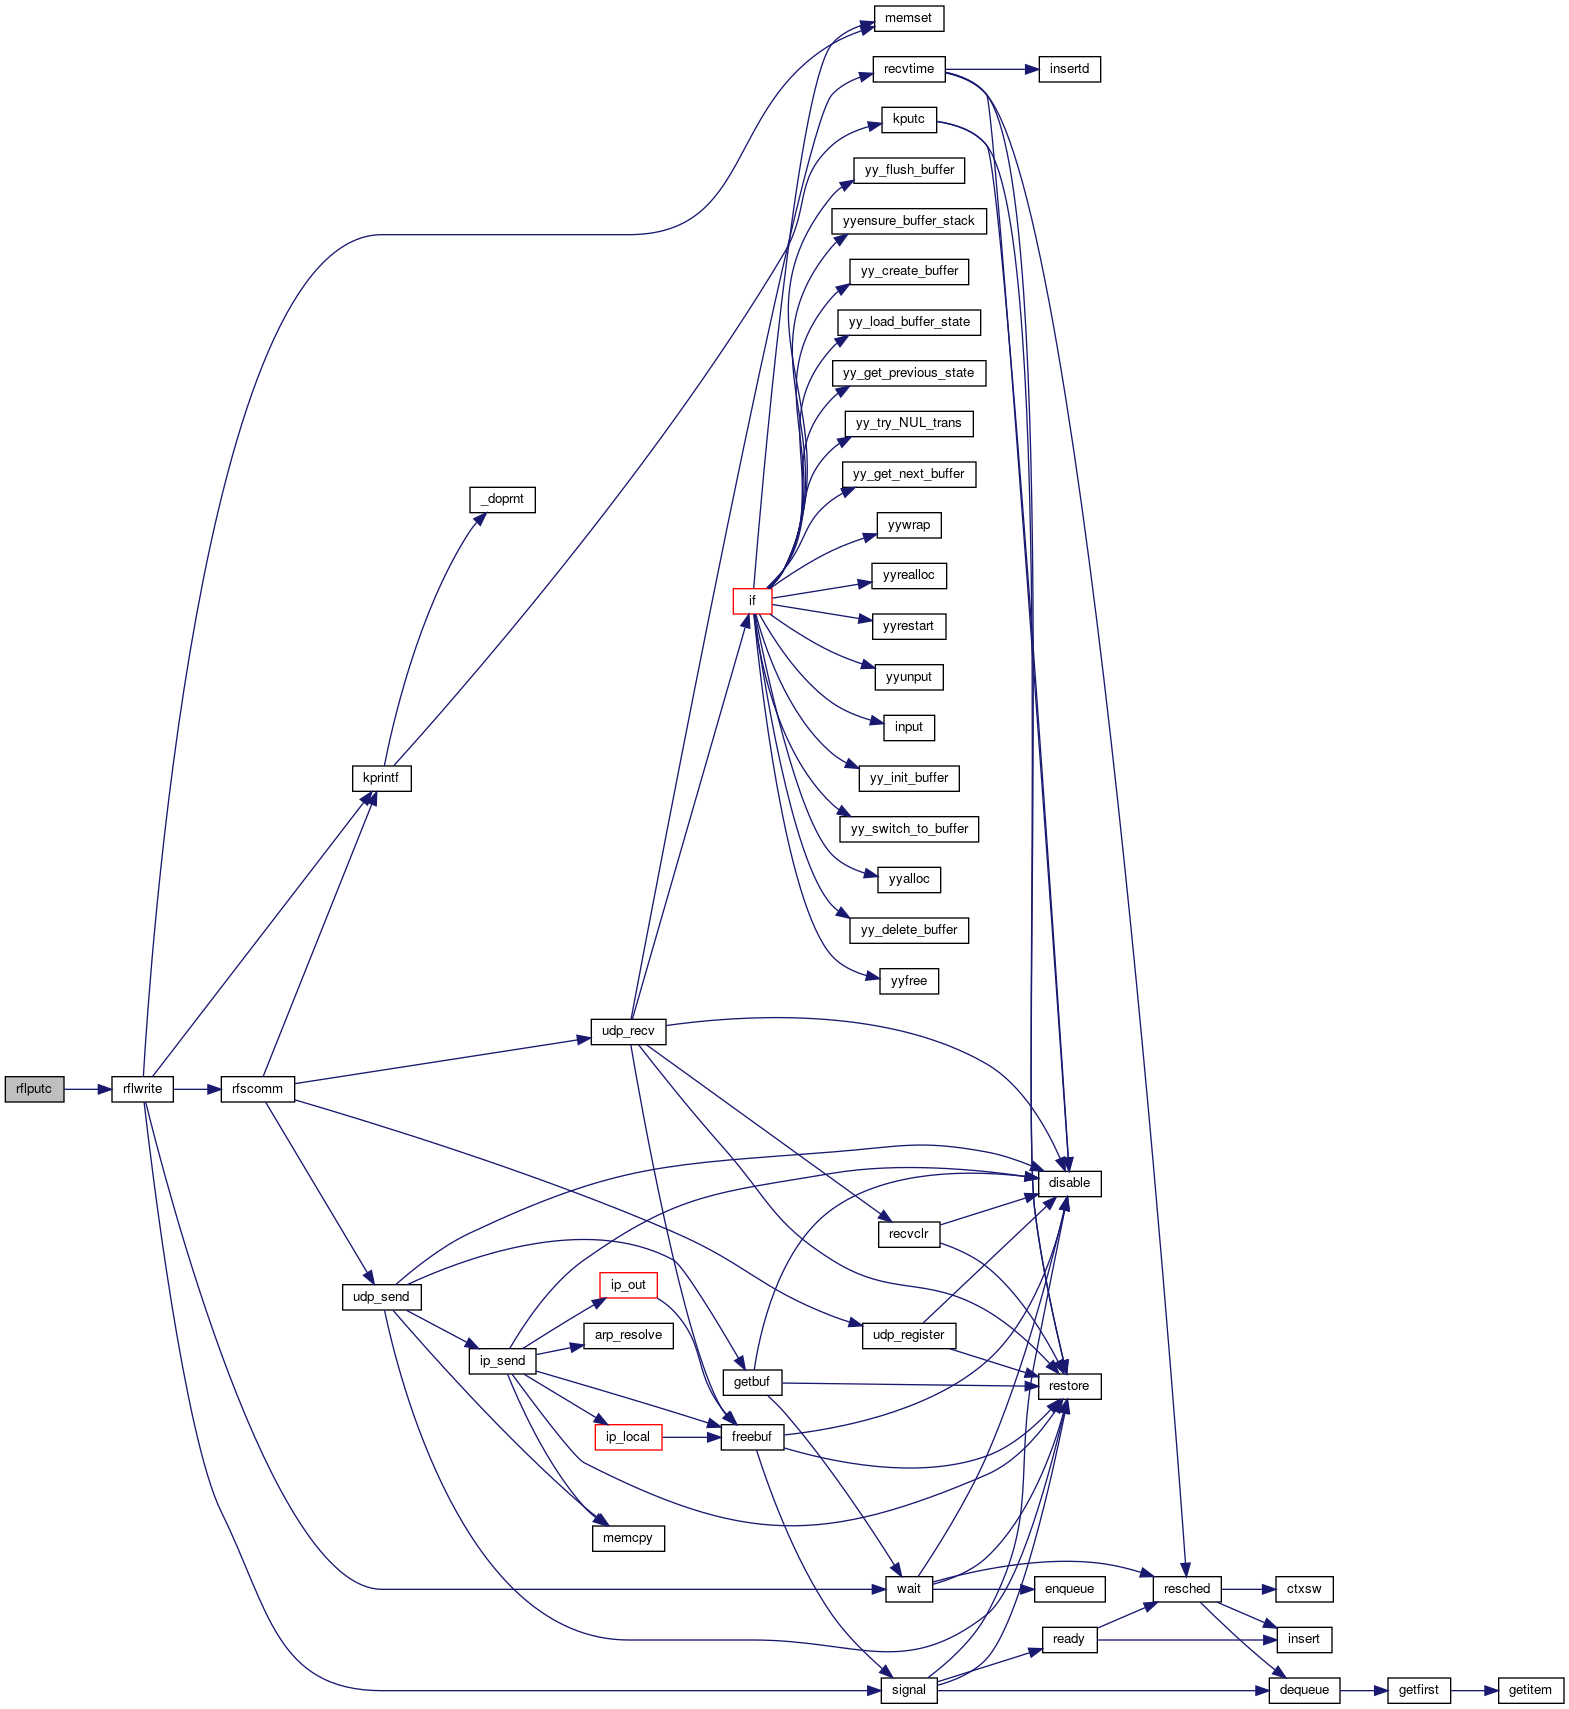 memset
recvtime
insertd
kputc
yy_flush_buffer
yyensure_buffer_stack
yy_create_buffer
yy_load_buffer_state
yy_get_previous_state
yy_try_NUL_trans
yy_get_next_buffer
_doprnt
yywrap
yyrealloc
if
yyrestart
yyunput
input
kprintf
yy_init_buffer
yy_switch_to_buffer
yyalloc
yy_delete_buffer
yyfree
udp_recv
rflputc
rflwrite
rfscomm
disable
recvclr
ip_out
udp_send
arp_resolve
udp_register
ip_send
getbuf
restore
ip_local
freebuf
memcpy
wait
enqueue
resched
ctxsw
ready
insert
signal
dequeue
getfirst
getitem